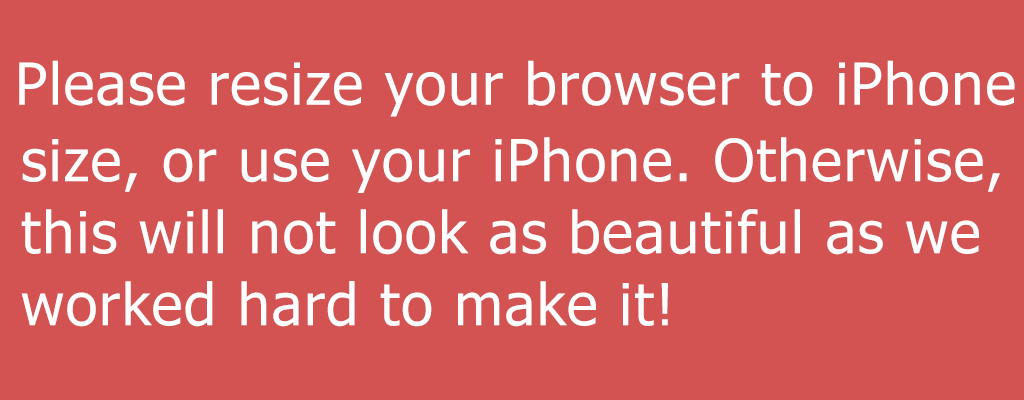 Please resize your browser to iPhone
size, or use your iPhone. Otherwise,
this will not look as beautiful as we
worked hard to make it!